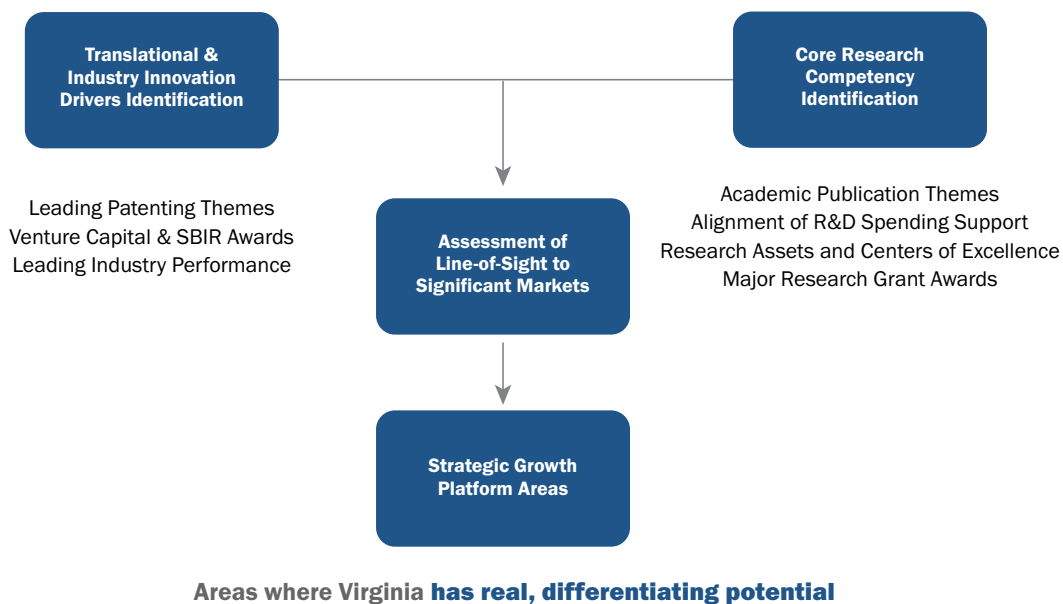 Translational &
Industry Innovation
Drivers Identification
Core Research
Competency
Identification
Leading Patenting Themes
Venture Capital & SBIR Awards
Leading Industry Performance
Academic Publication Themes
Alignment of R&D Spending Support
Research Assets and Centers of Excellence
Major Research Grant Awards
Assessment of
Line-of-Sight to
Significant Markets
Strategic Growth
Platform Areas
Areas where Virginia has real, differentiating potential